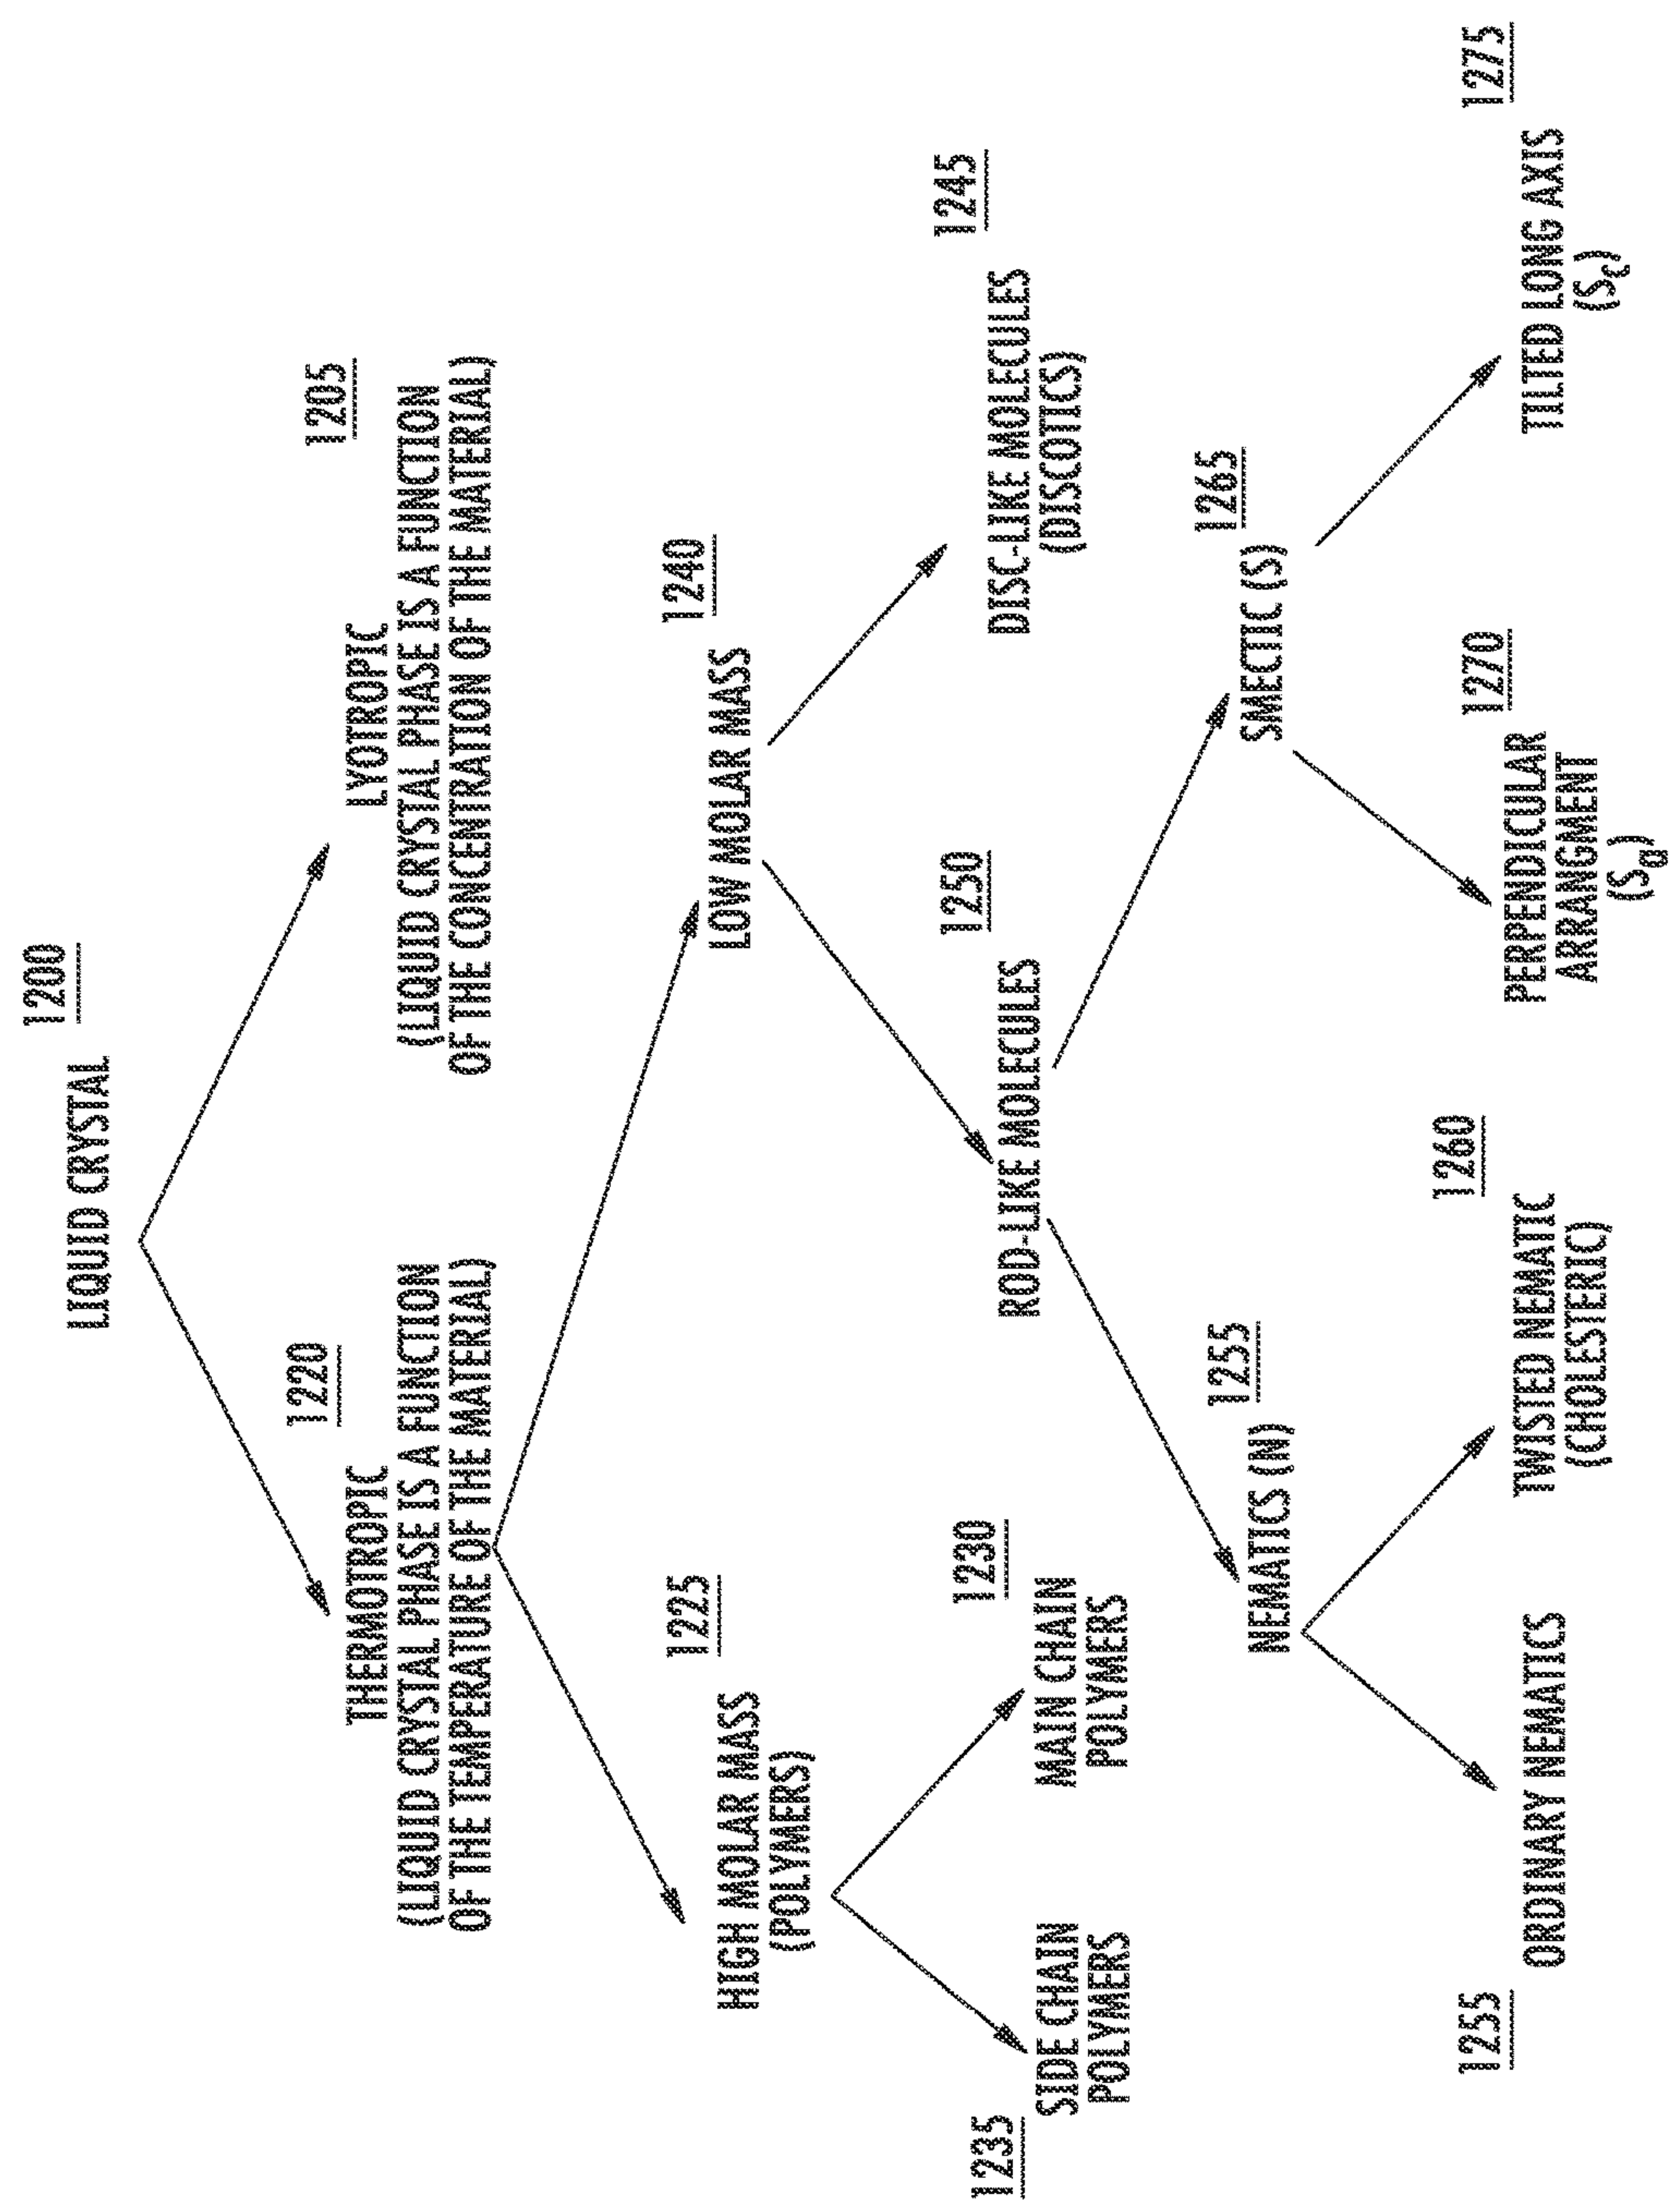 1200
LIQUID CRYSTAL
1220
THERMOTROPIC
(LIQUID CRYSTAL PHASE IS A FUNCTION
OF THE TEMPERATURE OF THE MATERIAL)
1205
LYOTROPIC
(LIQUID CRYSTAL PHASE IS A FUNCTION
OF THE CONCENTRATION OF THE MATERIAL)
1225
HIGH MOLAR MASS
(POLYMERS)
1240
LOW MOLAR MASS
1235
SIDE CHAIN
POLYMERS
1230
MAIN CHAIN
POLYMERS
1250
ROD-LIKE MOLECULES
1245
DISC-LIKE MOLECULES
(DISCOTICS)
1255
NEMATICS (N)
1265
SMECTIC (S)
1255
ORDINARY NEMATICS
1260
TWISTED NEMATIC
(CHOLESTERIC)
1270
PERPENDICULAR
ARRANGMENT
(Sa)
1275
TILTED LONG AXIS
(Sc)